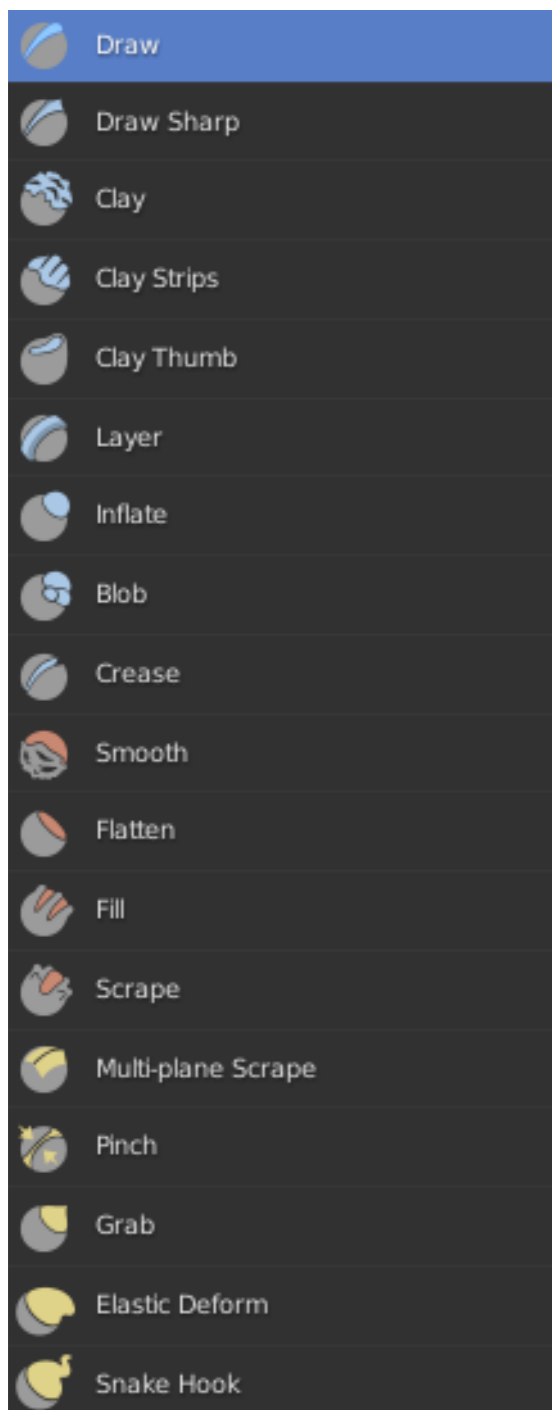 Draw
Draw Sharp
Clay
Clay Strips
Clay Thumb
Layer
Inflate
Blob
Crease
Smooth
Flatten
Fill
Scrape
Multi-plane Scrape
Pinch
Grab
Elastic Deform
Snake Hook